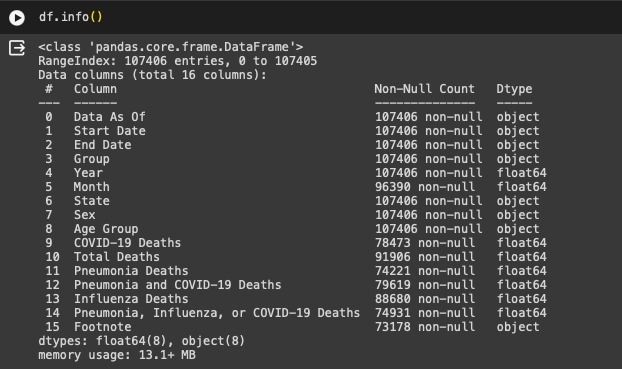 df.info()
<class 'pandas.core.frame.DataFrame'>
RangeIndex: 107406 entries, 0 to 107405
Data columns (total 16 columns):
 #   Column                                    Non-Null Count   Dtype
---  ------                                    --------------   -----
 0   Data As Of                                107406 non-null  object
 1   Start Date                                107406 non-null  object
 2   End Date                                  107406 non-null  object
 3   Group                                     107406 non-null  object
 4   Year                                      107406 non-null  float64
 5   Month                                     96390 non-null   float64
 6   State                                     107406 non-null  object
 7   Sex                                       107406 non-null  object
 8   Age Group                                 107406 non-null  object
 9   COVID-19 Deaths                           78473 non-null   float64
 10  Total Deaths                              91906 non-null   float64
 11  Pneumonia Deaths                          74221 non-null   float64
 12  Pneumonia and COVID-19 Deaths             79619 non-null   float64
 13  Influenza Deaths                          88680 non-null   float64
 14  Pneumonia, Influenza, or COVID-19 Deaths  74931 non-null   float64
 15  Footnote                                  73178 non-null   object
dtypes: float64(8), object(8)
memory usage: 13.1+ MB